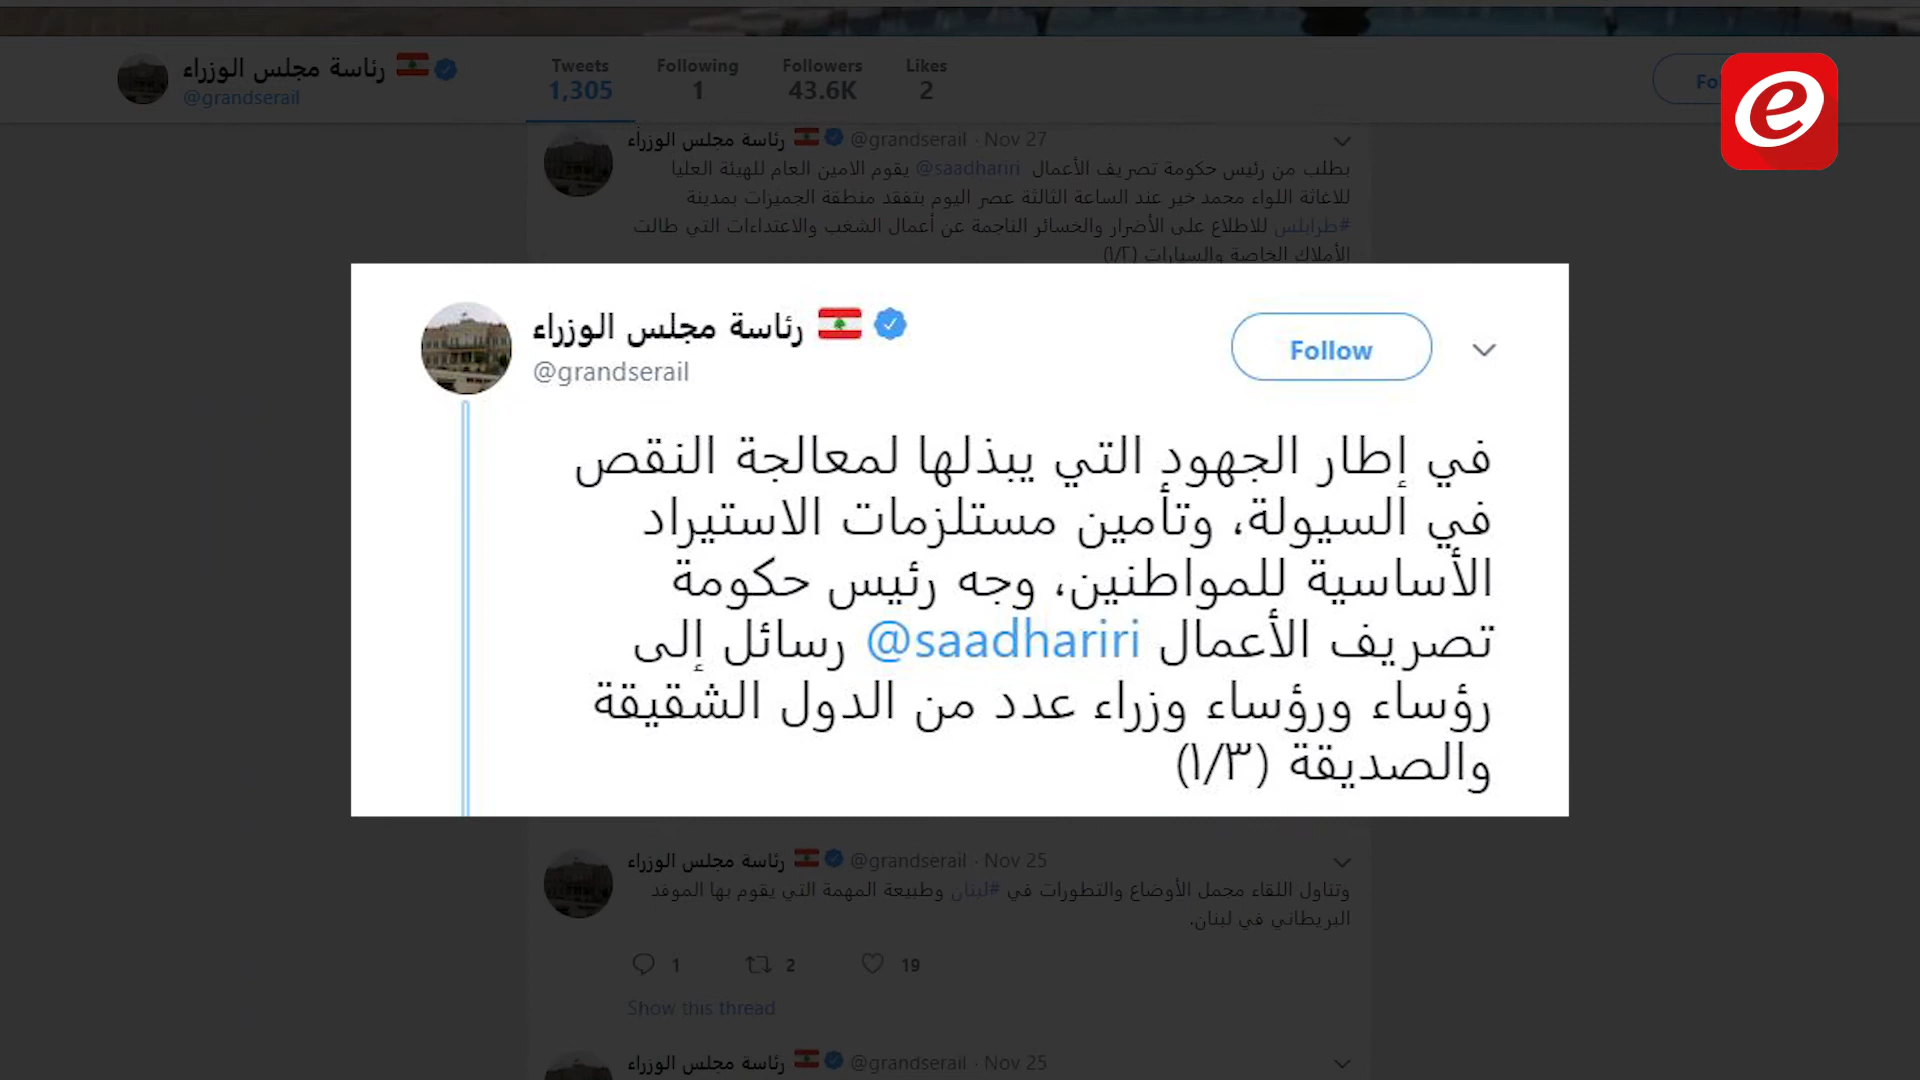 رئاسة مجلس الوزراء
@grandserail
Tweets Following Followers Likes
1,305 1 43.6K 2
Fo
رئاسة مجلس الوزراء @grandserail · Nov 27
بطلب من رئيس حكومة تصريف الأعمال @saadhariri يقوم الامين العام للهيئة العليا
للاغاثة اللواء محمد خير عند الساعة الثالثة عصر اليوم بتفقد منطقة الجميزات بمدينة
#طرابلس للاطلاع على الأضرار والخسائر الناجمة عن أعمال الشغب والاعتداءات التي طالت
الأملاك الخاصة والسيارات (١/٢)
رئاسة مجلس الوزراء
@grandserail
Follow
في إطار الجهود التي يبذلها لمعالجة النقص
في السيولة، وتأمين مستلزمات الاستيراد
الأساسية للمواطنين، وجه رئيس حكومة
تصريف الأعمال @saadhariri رسائل إلى
رؤساء ورؤساء وزراء عدد من الدول الشقيقة
والصديقة (١/٣)
رئاسة مجلس الوزراء @grandserail · Nov 25
وتناول اللقاء مجمل الأوضاع والتطورات في #لبنان وطبيعة المهمة التي يقوم بها الموفد
البريطاني في لبنان.
1 2 19
Show this thread
رئاسة مجلس الوزراء @grandserail · Nov 25
e